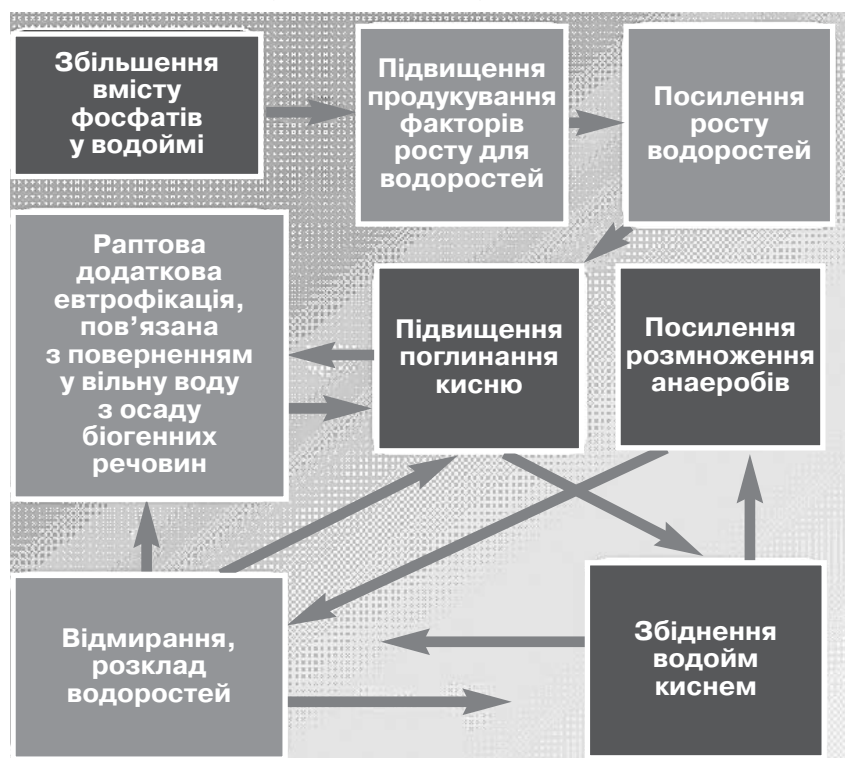 Збільшення
вмісту
фосфатів
у водоймі
Підвищення
продукування
факторів
росту для
водоростей
Посилення
росту
водоростей
Раптова
додаткова
евтрофікація,
пов’язана
з поверненням
у вільну воду
з осаду
біогенних
речовин
Підвищення
поглинання
кисню
Посилення
розмноження
анаеробів
Відмирання,
розклад
водоростей
Збіднення
водойм
киснем